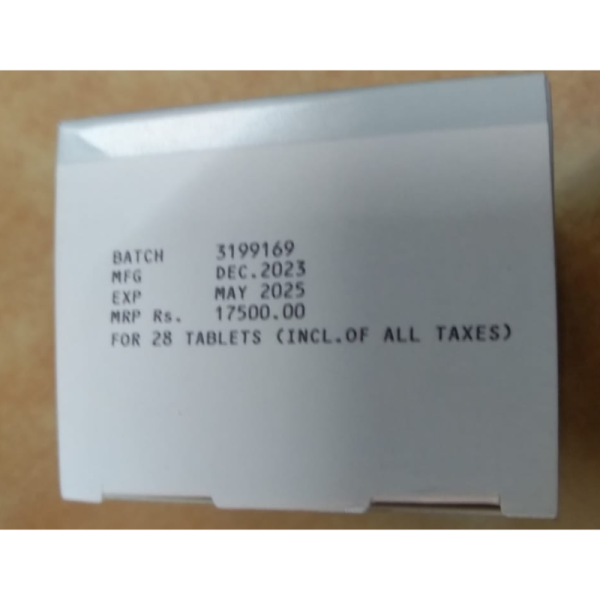 BATCH 3199169
MFG DEC.2023
EXP MAY 2025
MRP Rs. 17500.00
FOR 28 TABLETS (INCL.OF ALL TAXES)